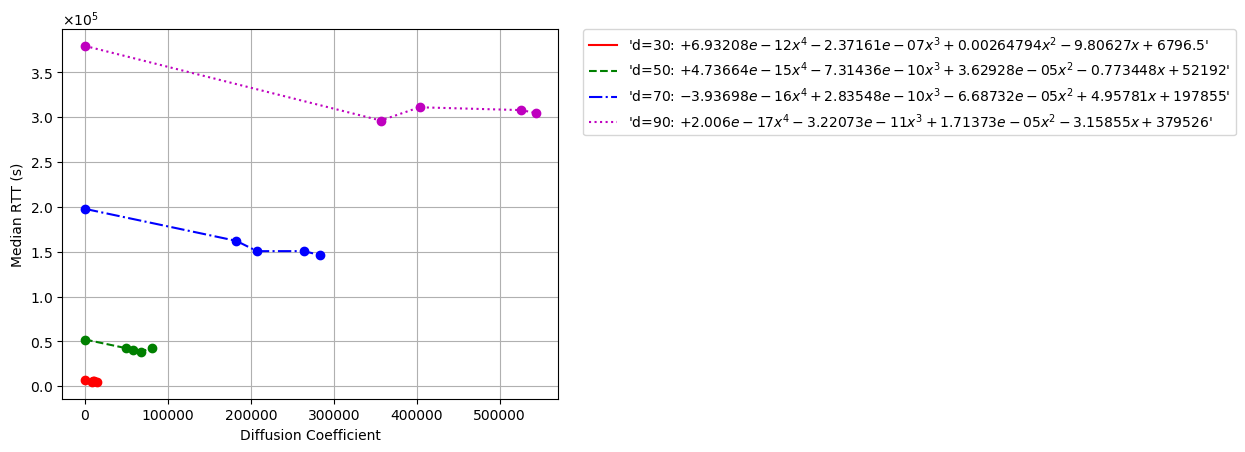 ×10⁵
3.5
3.0
2.5
2.0
1.5
1.0
0.5
0.0
Median RTT (s)
0 100000 200000 300000 400000 500000
Diffusion Coefficient
'd=30: +6.93208e − 12x⁴ − 2.37161e − 07x³ + 0.00264794x² − 9.80627x + 6796.5'
'd=50: +4.73664e − 15x⁴ − 7.31436e − 10x³ + 3.62928e − 05x² − 0.773448x + 52192'
'd=70: −3.93698e − 16x⁴ + 2.83548e − 10x³ − 6.68732e − 05x² + 4.95781x + 197855'
'd=90: +2.006e − 17x⁴ − 3.22073e − 11x³ + 1.71373e − 05x² − 3.15855x + 379526'